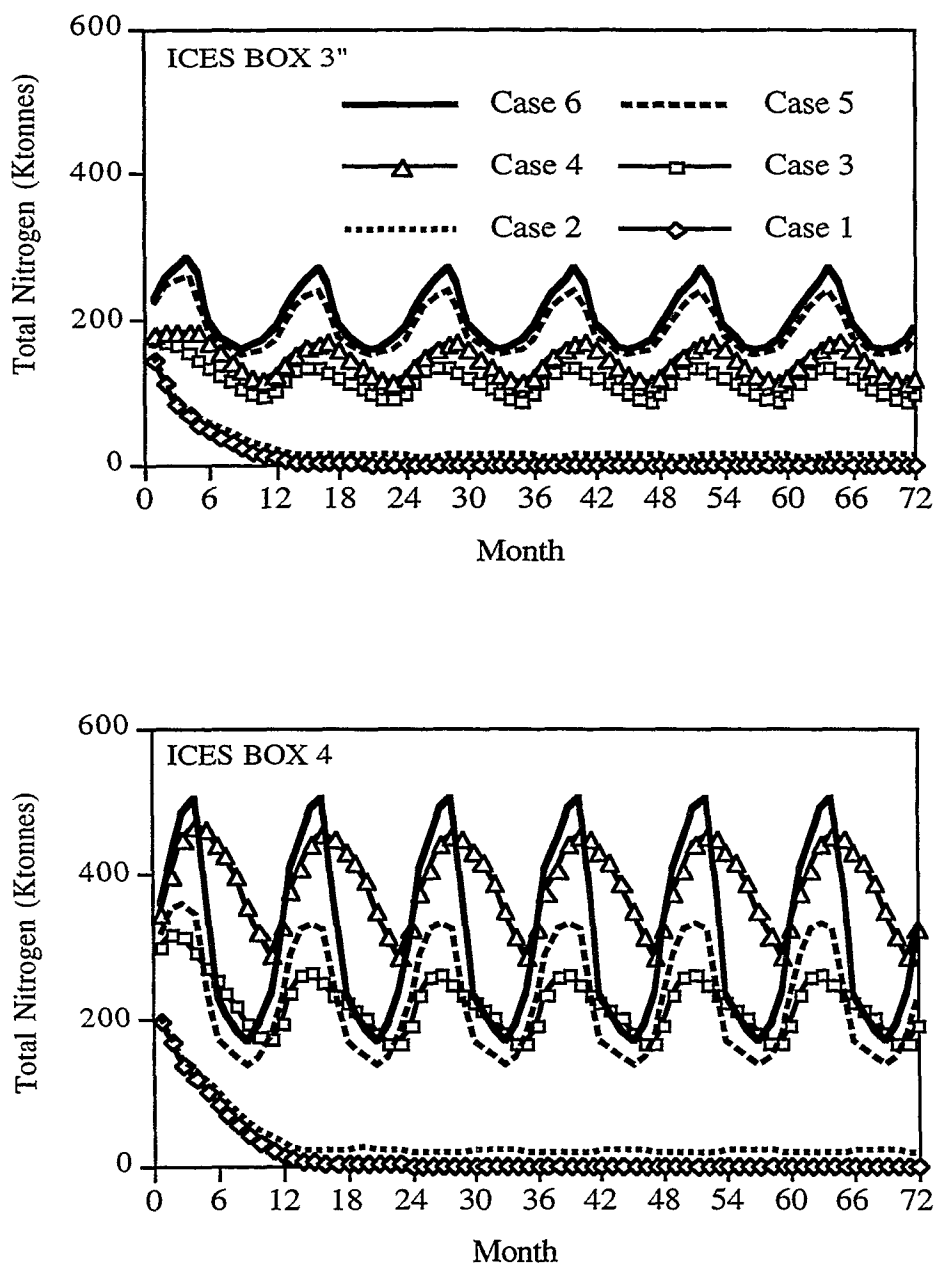 600
ICES BOX 3"
Case 6 Case 5
400
Case 4 Case 3
Case 2 Case 1
200
0
Total Nitrogen (Ktonnes)
0 6 12 18 24 30 36 42 48 54 60 66 72
Month
600
ICES BOX 4
400
200
0
Total Nitrogen (Ktonnes)
0 6 12 18 24 30 36 42 48 54 60 66 72
Month